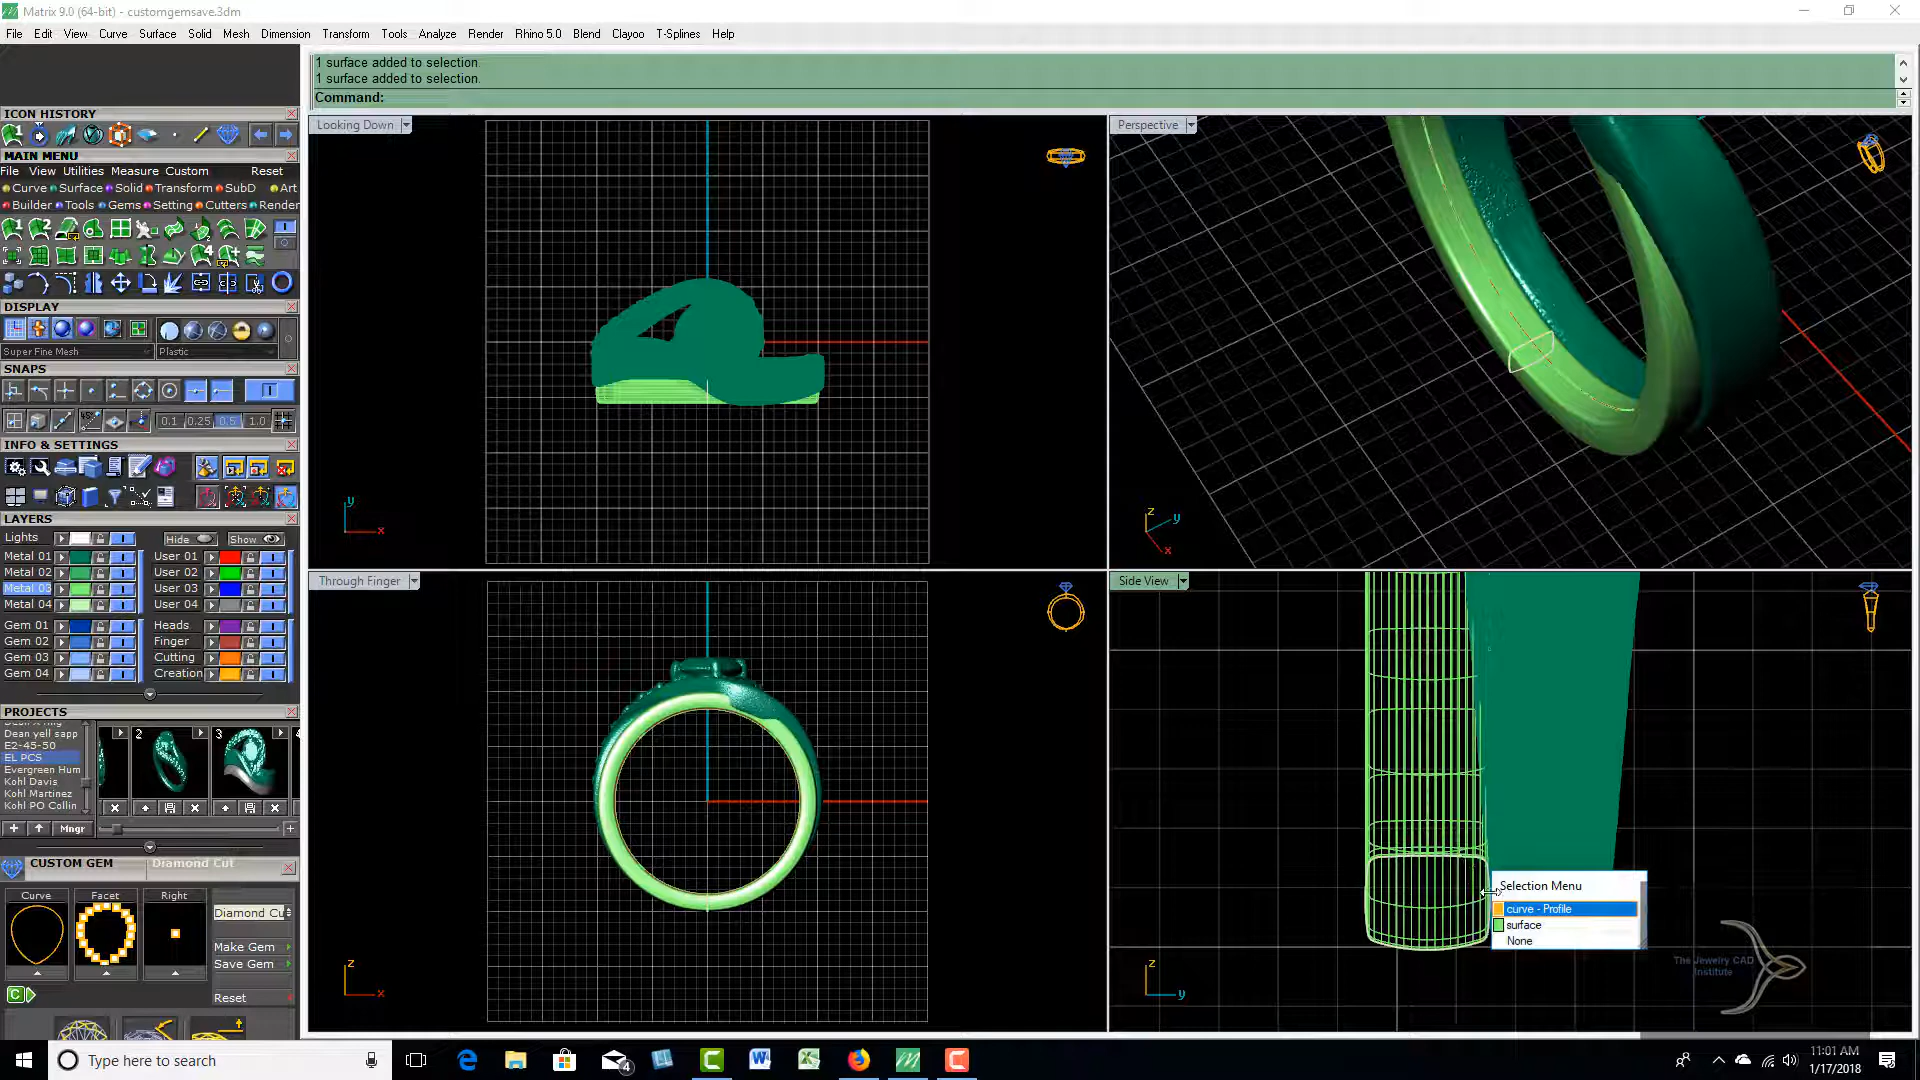 Matrix 9.0 (64-bit) - customgemsave.3dm
File Edit View Curve Surface Solid Mesh Dimension Transform Tools Analyze Render Rhino 5.0 Blend Clayoo T-Splines Help
1 surface added to selection.
1 surface added to selection.
Command:
ICON HISTORY
MAIN MENU
File View Utilities Measure Custom Reset
Curve Surface Solid Transform SubD Art
Builder Tools Gems Setting Cutters Render
DISPLAY
Super Fine Mesh Plastic
SNAPS
0.1 0.25 0.5 1.0
INFO & SETTINGS
LAYERS
Lights Hide Show
Metal 01 User 01
Metal 02 User 02
Metal 03 User 03
Metal 04 User 04
Gem 01 Heads
Gem 02 Finger
Gem 03 Cutting
Gem 04 Creation
PROJECTS
Dean yell sapp
E2-45-50
EL PCS
Evergreen Hum
Kohl Davis
Kohl Martinez
Kohl PO Collin
2 3
Mngr
CUSTOM GEM Diamond Cut
Curve Facet Right
Diamond Cu
Make Gem
Save Gem
Reset
Looking Down
y
x
Perspective
z
y
x
Through Finger
z
x
Side View
z
y
Selection Menu
curve - Profile
surface
None
The Jewelry CAD
Institute
Type here to search
4
11:01 AM
1/17/2018